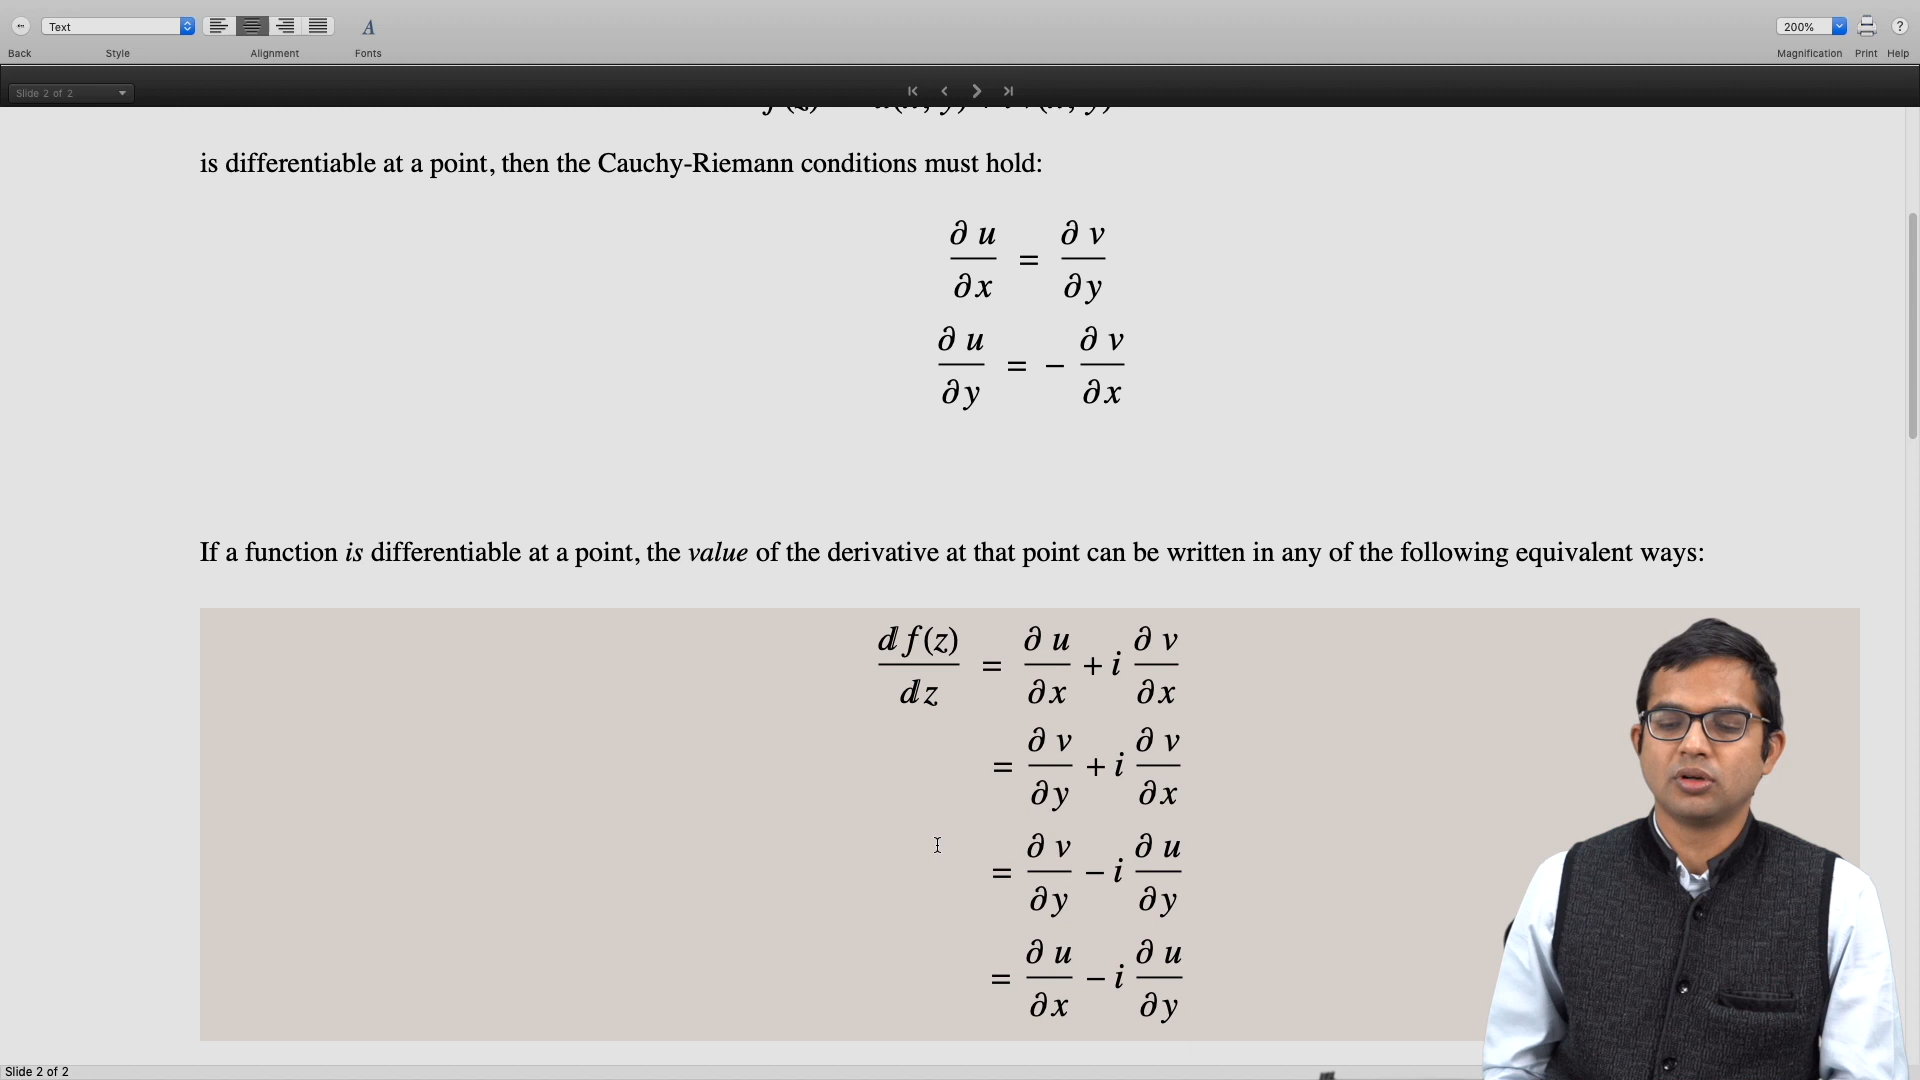 Text
200%
Back
Style
Alignment
Fonts
Magnification
Print
Help
Slide 2 of 2
is differentiable at a point, then the Cauchy-Riemann conditions must hold:
∂u/∂x = ∂v/∂y
∂u/∂y = − ∂v/∂x
If a function is differentiable at a point, the value of the derivative at that point can be written in any of the following equivalent ways:
ⅆf(z)/ⅆz = ∂u/∂x + i ∂v/∂x
= ∂v/∂y + i ∂v/∂x
= ∂v/∂y − i ∂u/∂y
= ∂u/∂x − i ∂u/∂y
Slide 2 of 2